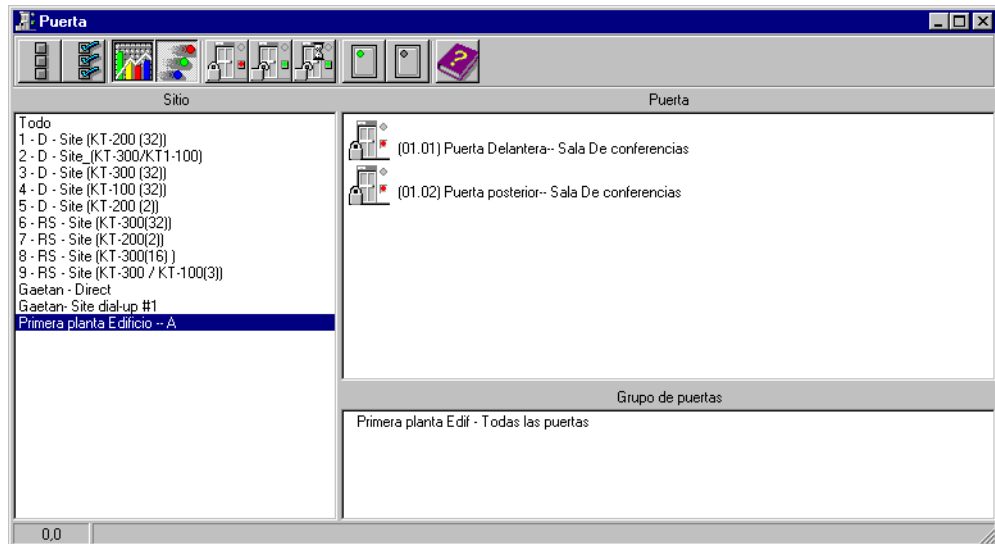 Puerta
Sitio
Puerta
Todo
1 - D - Site (KT-200 (32))
2 - D - Site_(KT-300/KT1-100)
3 - D - Site (KT-300 (32))
4 - D - Site (KT-100 (32))
5 - D - Site (KT-200 (2))
6 - RS - Site (KT-300(32))
7 - RS - Site (KT-200(2))
8 - RS - Site (KT-300(16) )
9 - RS - Site (KT-300 / KT-100(3))
Gaetan - Direct
Gaetan- Site dial-up #1
Primera planta Edificio -- A
(01.01) Puerta Delantera-- Sala De conferencias
(01.02) Puerta posterior-- Sala De conferencias
Grupo de puertas
Primera planta Edif - Todas las puertas
0,0